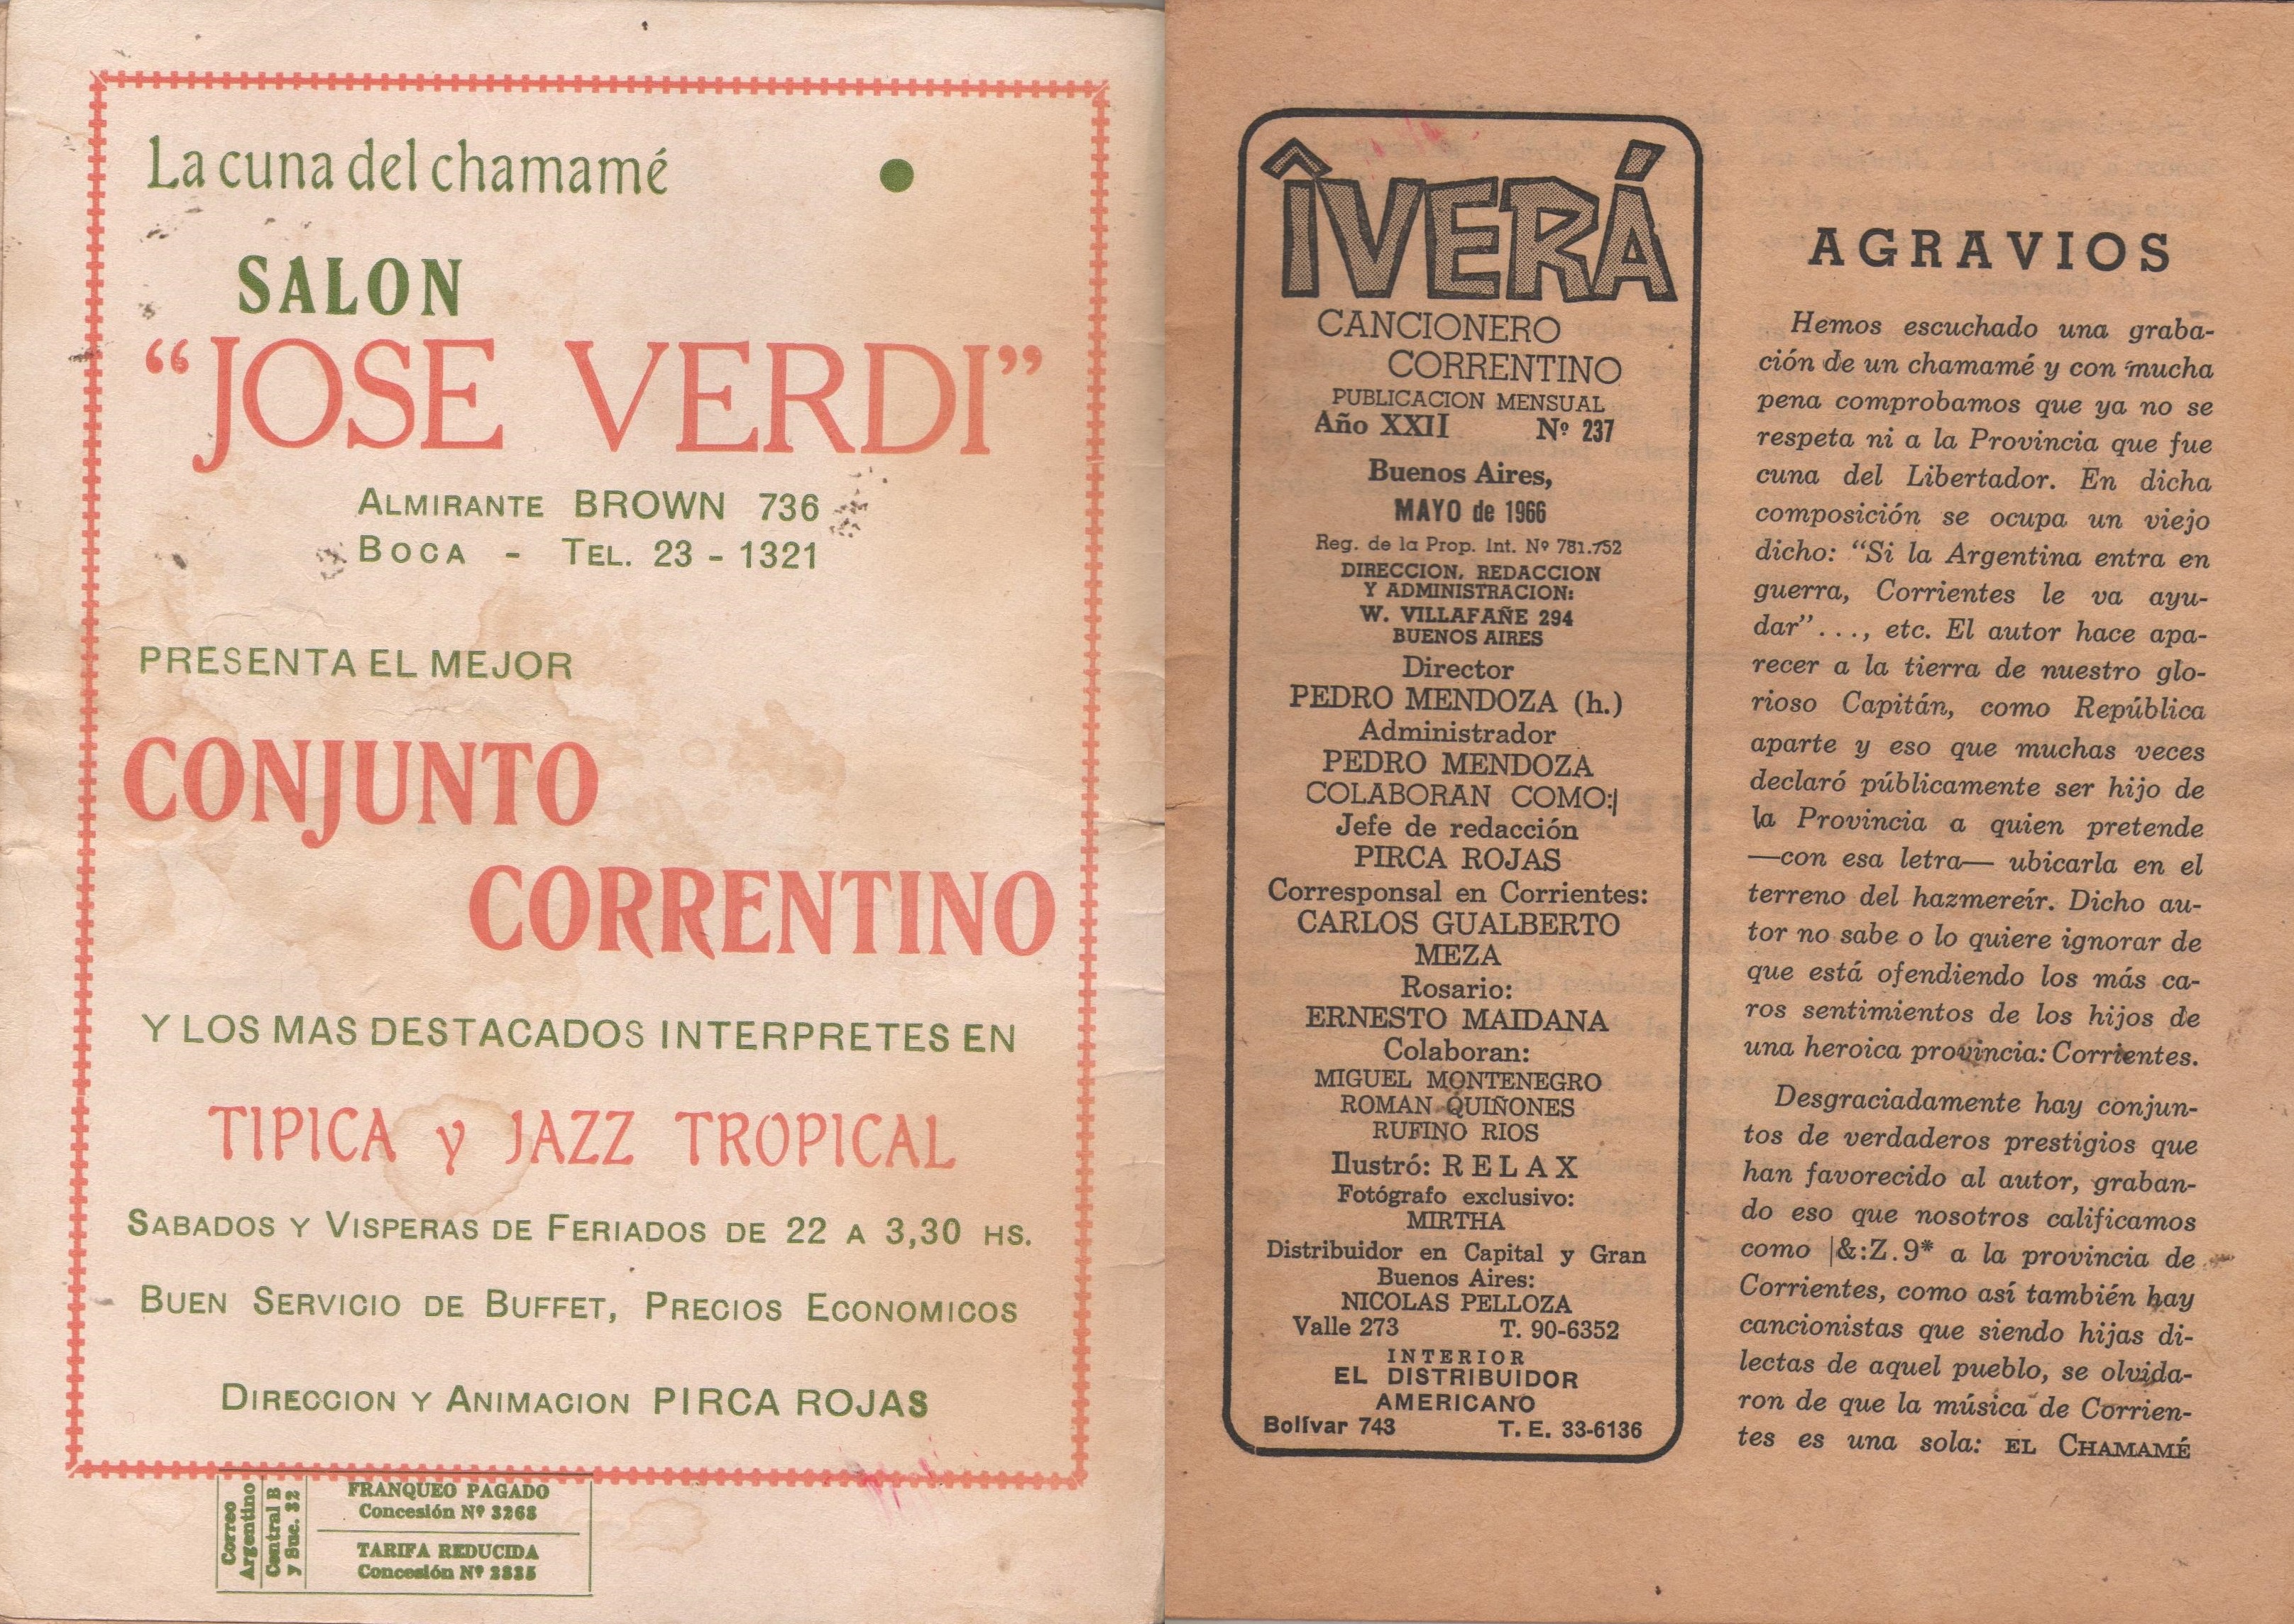 La cuna del chamamé
SALON
“JOSE VERDI”
ALMIRANTE BROWN 736
BOCA - TEL. 23 - 1321
PRESENTA EL MEJOR
CONJUNTO
CORRENTINO
Y LOS MAS DESTACADOS INTERPRETES EN
TIPICA y JAZZ TROPICAL
SABADOS Y VISPERAS DE FERIADOS DE 22 A 3,30 HS.
BUEN SERVICIO DE BUFFET, PRECIOS ECONOMICOS
DIRECCION Y ANIMACION PIRCA ROJAS
Correo
Argentino
Central B
y Suc. 32
FRANQUEO PAGADO
Concesión Nº 3268
TARIFA REDUCIDA
Concesión Nº 3335
ÎVERÁ
CANCIONERO
CORRENTINO
PUBLICACION MENSUAL
Año XXII Nº 237
Buenos Aires,
MAYO de 1966
Reg. de la Prop. Int. Nº 781.752
DIRECCION, REDACCION
Y ADMINISTRACION:
W. VILLAFAÑE 294
BUENOS AIRES
Director
PEDRO MENDOZA (h.)
Administrador
PEDRO MENDOZA
COLABORAN COMO:
Jefe de redacción
PIRCA ROJAS
Corresponsal en Corrientes:
CARLOS GUALBERTO
MEZA
Rosario:
ERNESTO MAIDANA
Colaboran:
MIGUEL MONTENEGRO
ROMAN QUIÑONES
RUFINO RIOS
Ilustró: RELAX
Fotógrafo exclusivo:
MIRTHA
Distribuidor en Capital y Gran
Buenos Aires:
NICOLAS PELLOZA
Valle 273 T. 90-6352
INTERIOR
EL DISTRIBUIDOR
AMERICANO
Bolívar 743 T. E. 33-6136
AGRAVIOS
Hemos escuchado una graba-
ción de un chamamé y con mucha
pena comprobamos que ya no se
respeta ni a la Provincia que fue
cuna del Libertador. En dicha
composición se ocupa un viejo
dicho: “Si la Argentina entra en
guerra, Corrientes le va ayu-
dar”..., etc. El autor hace apa-
recer a la tierra de nuestro glo-
rioso Capitán, como República
aparte y eso que muchas veces
declaró públicamente ser hijo de
la Provincia a quien pretende
—con esa letra— ubicarla en el
terreno del hazmereír. Dicho au-
tor no sabe o lo quiere ignorar de
que está ofendiendo los más ca-
ros sentimientos de los hijos de
una heroica provincia: Corrientes.
Desgraciadamente hay conjun-
tos de verdaderos prestigios que
han favorecido al autor, graban-
do eso que nosotros calificamos
como |&:Z.9* a la provincia de
Corrientes, como así también hay
cancionistas que siendo hijas di-
lectas de aquel pueblo, se olvida-
ron de que la música de Corrien-
tes es una sola: EL CHAMAMÉ